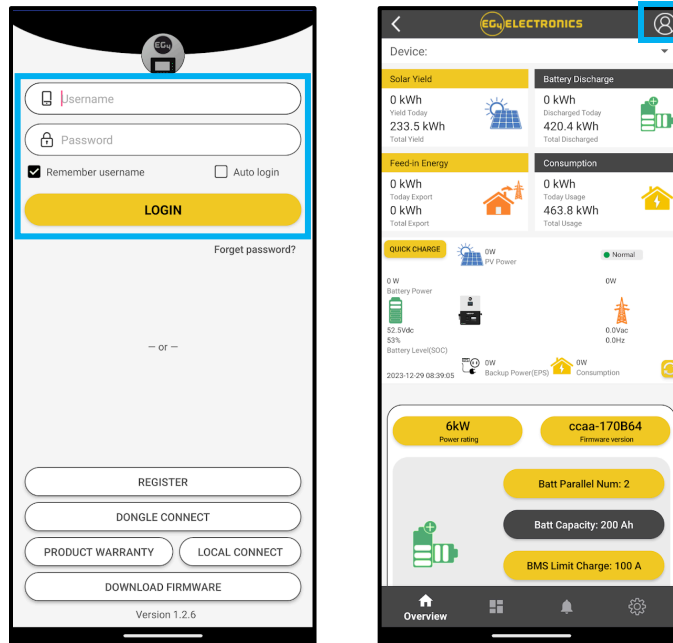 EG4
Username
Password
Remember username
Auto login
LOGIN
Forget password?
— or —
REGISTER
DONGLE CONNECT
PRODUCT WARRANTY
LOCAL CONNECT
DOWNLOAD FIRMWARE
Version 1.2.6
EG4 ELECTRONICS
Device:
Solar Yield
0 kWh
Yield Today
233.5 kWh
Total Yield
Battery Discharge
0 kWh
Discharged Today
420.4 kWh
Total Discharged
Feed-in Energy
0 kWh
Today Export
0 kWh
Total Export
Consumption
0 kWh
Today Usage
463.8 kWh
Total Usage
QUICK CHARGE
0W
PV Power
Normal
0 W
Battery Power
0W
52.5Vdc
53%
Battery Level(SOC)
0.0Vac
0.0Hz
2023-12-29 08:39:05
0W
Backup Power(EPS)
0W
Consumption
6kW
Power rating
ccaa-170B64
Firmware version
Batt Parallel Num: 2
Batt Capacity: 200 Ah
BMS Limit Charge: 100 A
Overview